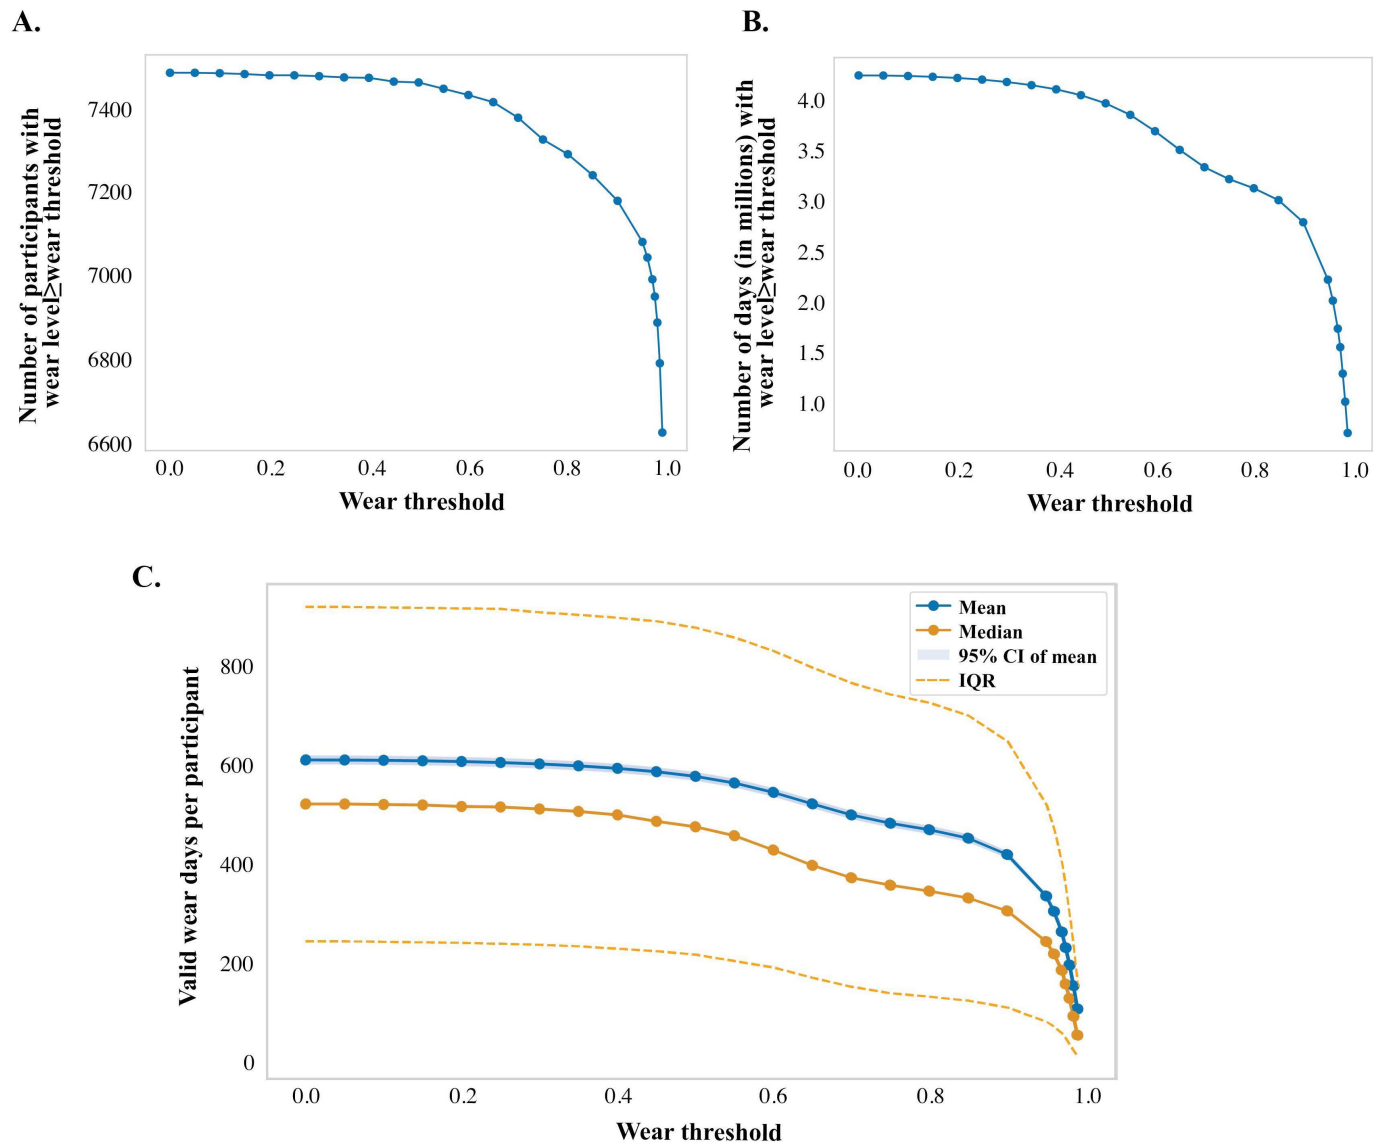 A.
Number of participants with
wear level≥wear threshold
7400
7200
7000
6800
6600
0.0 0.2 0.4 0.6 0.8 1.0
Wear threshold
B.
Number of days (in millions) with
wear level≥wear threshold
4.0
3.5
3.0
2.5
2.0
1.5
1.0
0.0 0.2 0.4 0.6 0.8 1.0
Wear threshold
C.
Valid wear days per participant
800
600
400
200
0
0.0 0.2 0.4 0.6 0.8 1.0
Wear threshold
Mean
Median
95% CI of mean
IQR